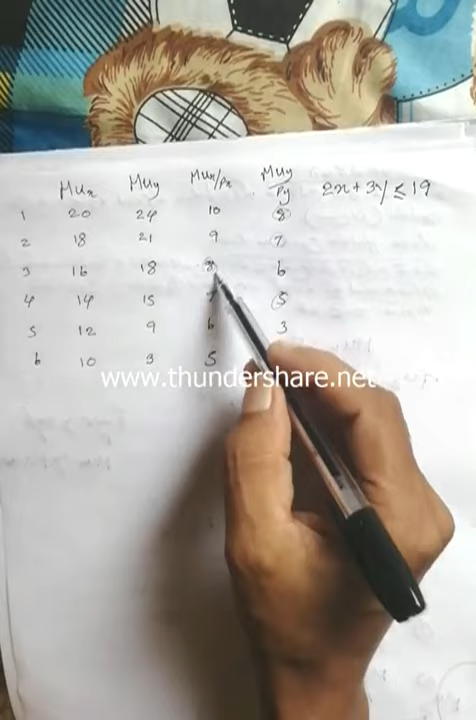 MUx MUy MUx/Px MUy/Py 2x+3y ≤ 19
1 20 24 10 8
2 18 21 9 7
3 16 18 8 6
4 14 15 7 5
5 12 9 6 3
6 10 3 5
www.thundershare.net